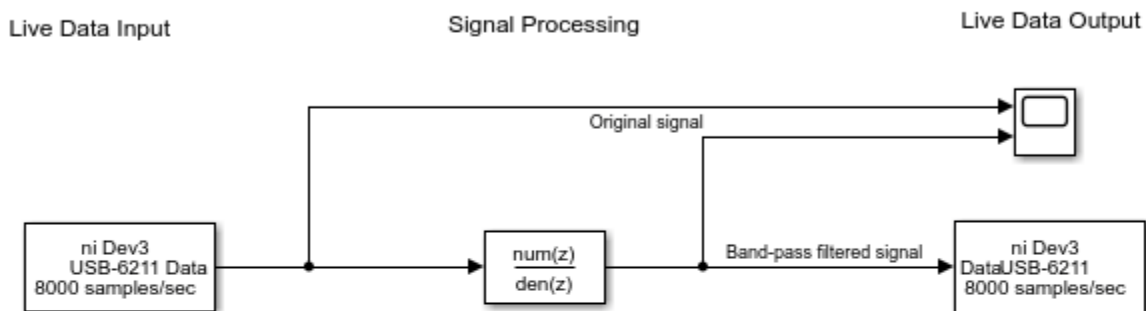 Live Data Input
Signal Processing
Live Data Output
Original signal
ni Dev3
USB-6211 Data
8000 samples/sec
num(z)
den(z)
Band-pass filtered signal
ni Dev3
DataUSB-6211
8000 samples/sec